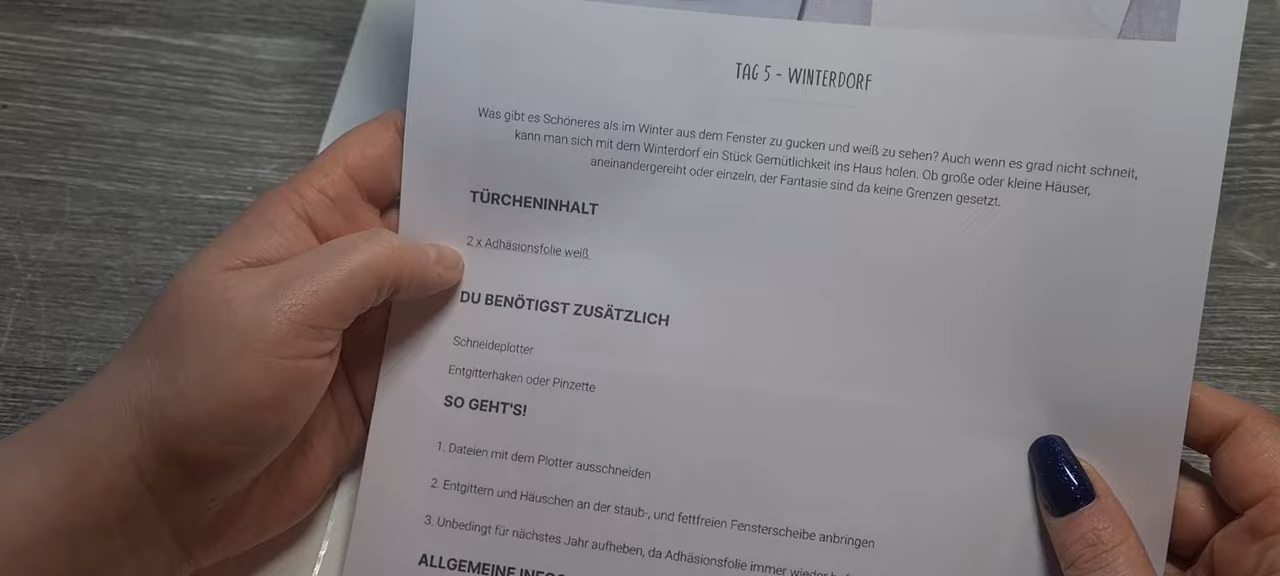 TAG 5 - WINTERDORF
Was gibt es Schöneres als im Winter aus dem Fenster zu gucken und weiß zu sehen? Auch wenn es grad nicht schneit,
kann man sich mit dem Winterdorf ein Stück Gemütlichkeit ins Haus holen. Ob große oder kleine Häuser,
aneinandergereiht oder einzeln, der Fantasie sind da keine Grenzen gesetzt.
TÜRCHENINHALT
2 x Adhäsionsfolie weiß
DU BENÖTIGST ZUSÄTZLICH
Schneideplotter
Entgitterhaken oder Pinzette
SO GEHT'S!
1. Dateien mit dem Plotter ausschneiden
2. Entgittern und Häuschen an der staub-, und fettfreien Fensterscheibe anbringen
3. Unbedingt für nächstes Jahr aufheben, da Adhäsionsfolie immer wieder
ALLGEMEINE